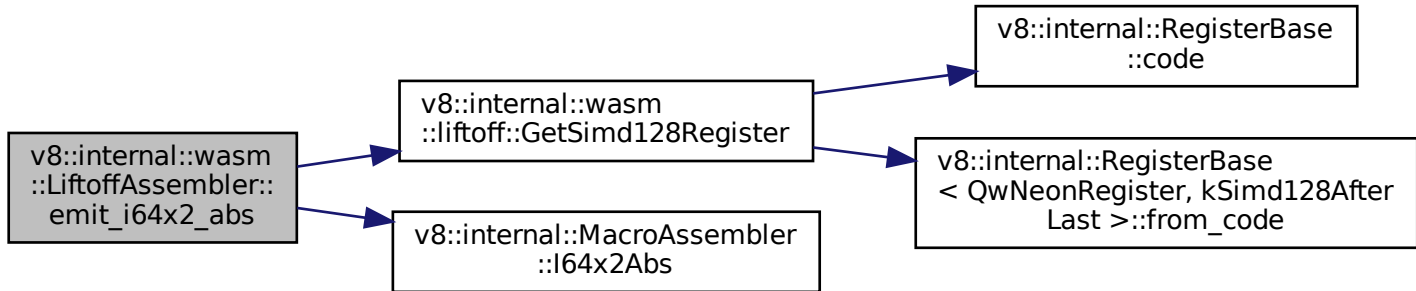 v8::internal::wasm
::LiftoffAssembler::
emit_i64x2_abs
v8::internal::wasm
::liftoff::GetSimd128Register
v8::internal::MacroAssembler
::I64x2Abs
v8::internal::RegisterBase
::code
v8::internal::RegisterBase
< QwNeonRegister, kSimd128After
Last >::from_code